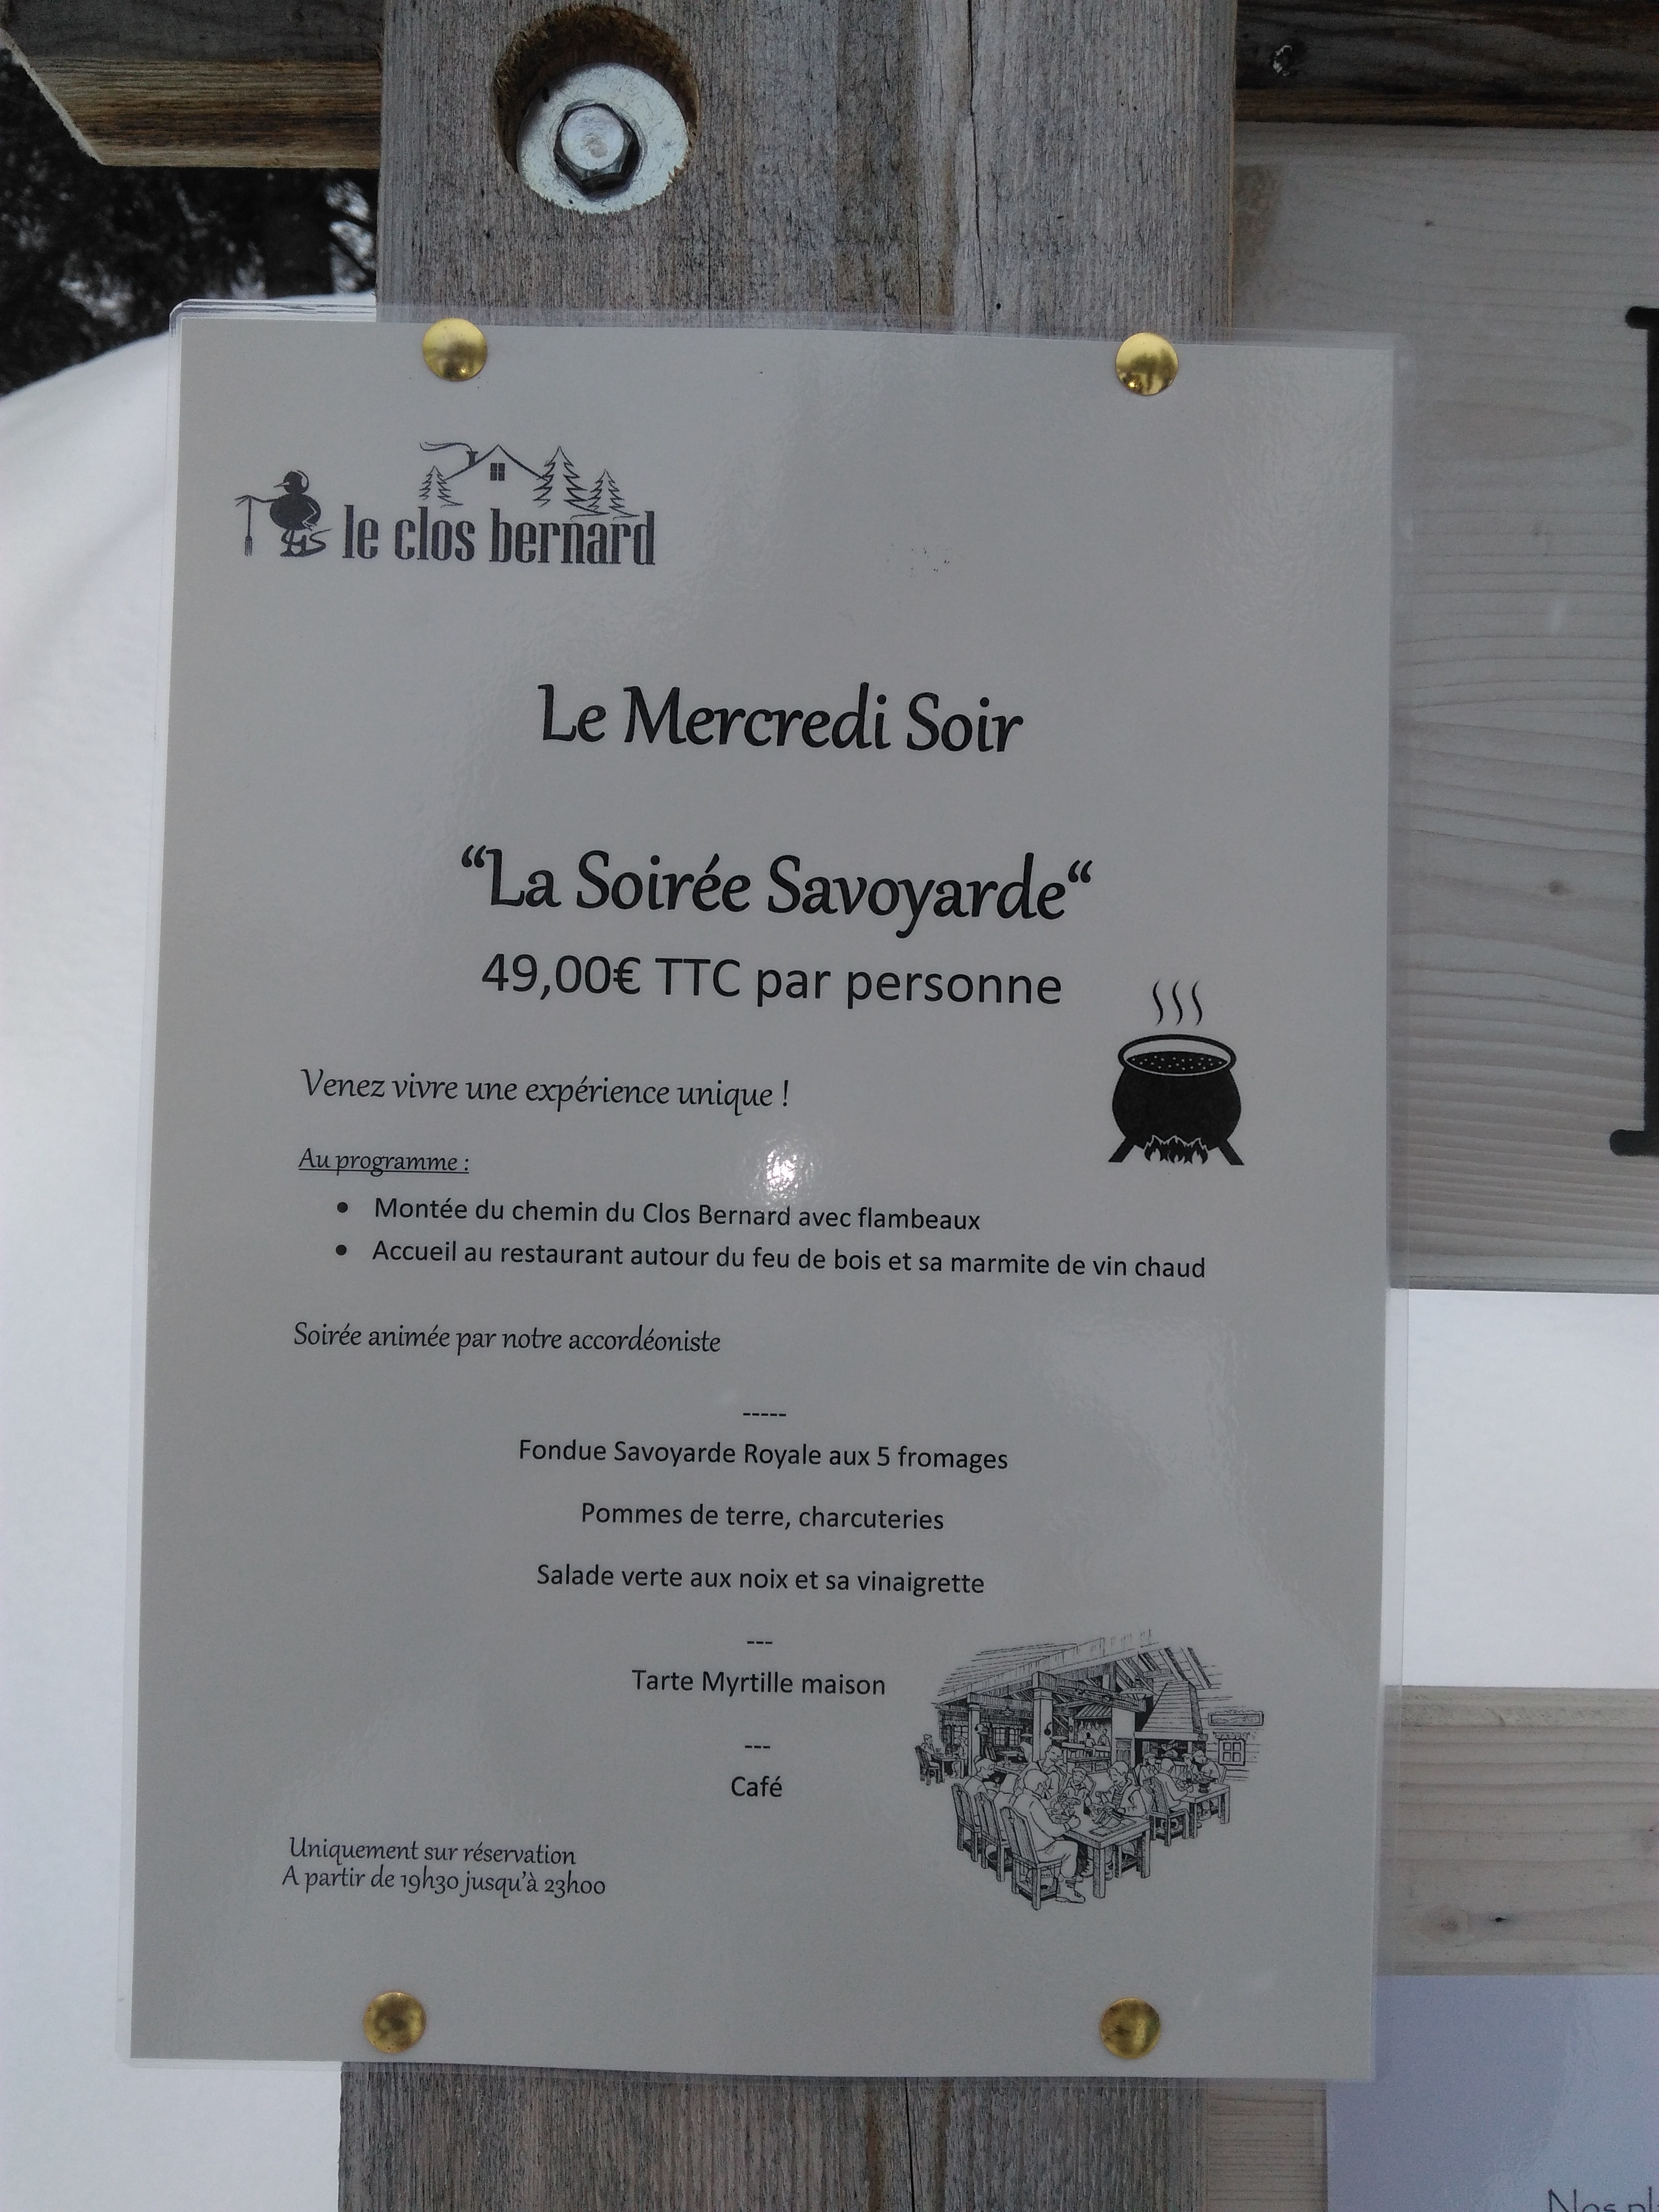 le clos bernard
Le Mercredi Soir
“La Soirée Savoyarde“
49,00€ TTC par personne
Venez vivre une expérience unique !
Au programme :
• Montée du chemin du Clos Bernard avec flambeaux
• Accueil au restaurant autour du feu de bois et sa marmite de vin chaud
Soirée animée par notre accordéoniste
-----
Fondue Savoyarde Royale aux 5 fromages
Pommes de terre, charcuteries
Salade verte aux noix et sa vinaigrette
---
Tarte Myrtille maison
---
Café
Uniquement sur réservation
A partir de 19h30 jusqu'à 23h00
Nos